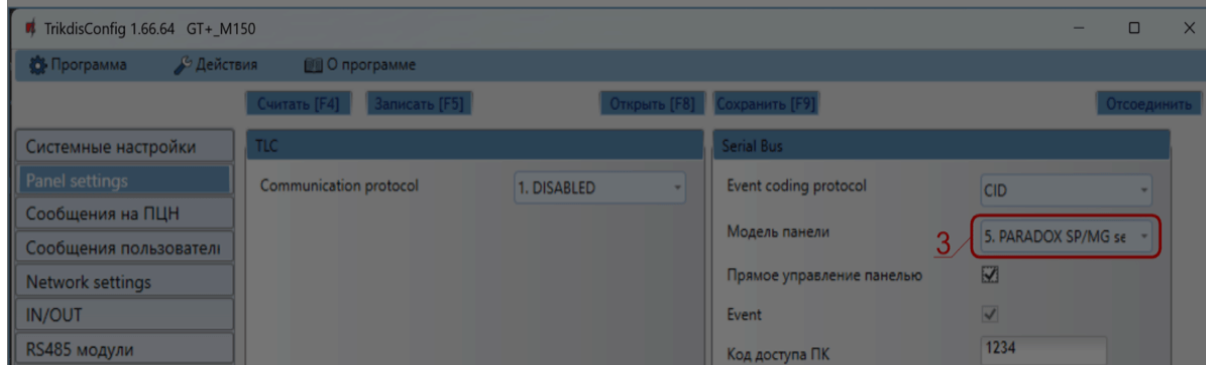 TrikdisConfig 1.66.64 GT+_M150
Программа Действия О программе
Считать [F4] Записать [F5] Открыть [F8] Сохранить [F9] Отсоединить
Системные настройки
Panel settings
Сообщения на ПЦН
Сообщения пользователю
Network settings
IN/OUT
RS485 модули
TLC
Communication protocol 1. DISABLED
Serial Bus
Event coding protocol CID
Модель панели 3 5. PARADOX SP/MG se
Прямое управление панелью
Event
Код доступа ПК 1234